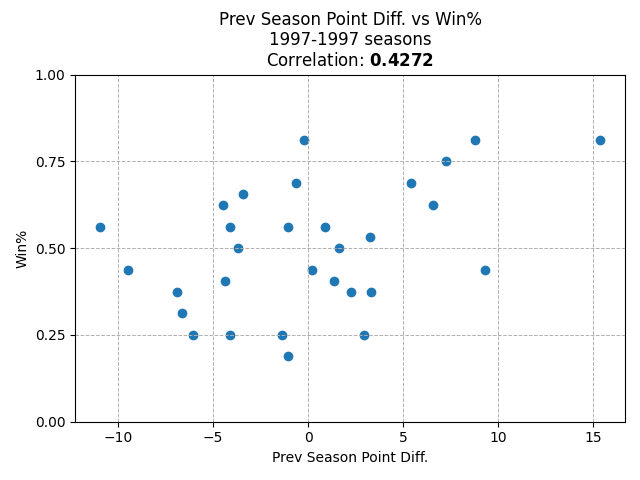 Prev Season Point Diff. vs Win%
1997-1997 seasons
Correlation: 0.4272
1.00
0.75
0.50
0.25
0.00
Win%
−10
−5
0
5
10
15
Prev Season Point Diff.